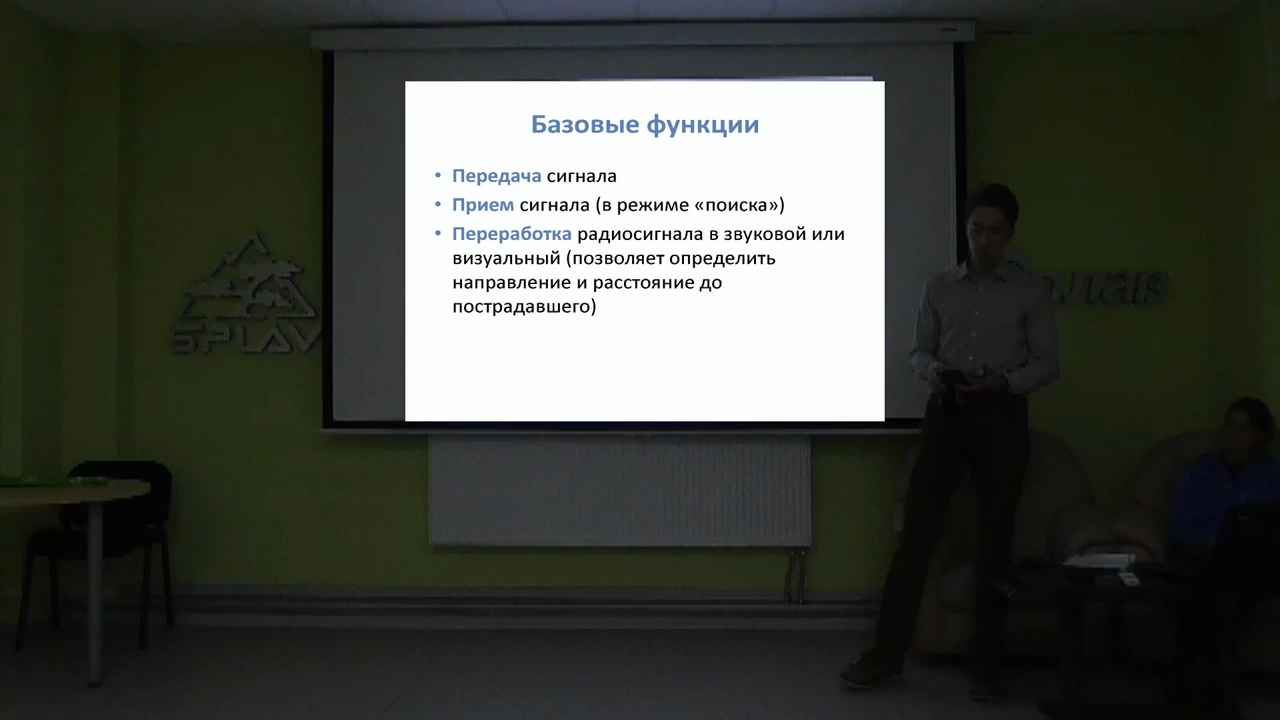 Базовые функции
• Передача сигнала
• Прием сигнала (в режиме «поиска»)
• Переработка радиосигнала в звуковой или
визуальный (позволяет определить
направление и расстояние до
пострадавшего)
SPLAV